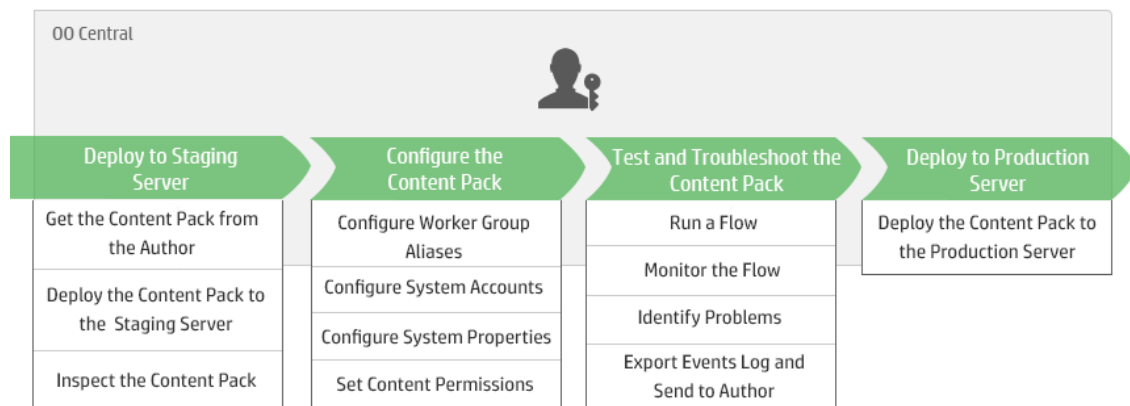 OO Central
Deploy to Staging
Server
Get the Content Pack from
the Author
Deploy the Content Pack to
the Staging Server
Inspect the Content Pack
Configure the
Content Pack
Configure Worker Group
Aliases
Configure System Accounts
Configure System Properties
Set Content Permissions
Test and Troubleshoot the
Content Pack
Run a Flow
Monitor the Flow
Identify Problems
Export Events Log and
Send to Author
Deploy to Production
Server
Deploy the Content Pack to
the Production Server